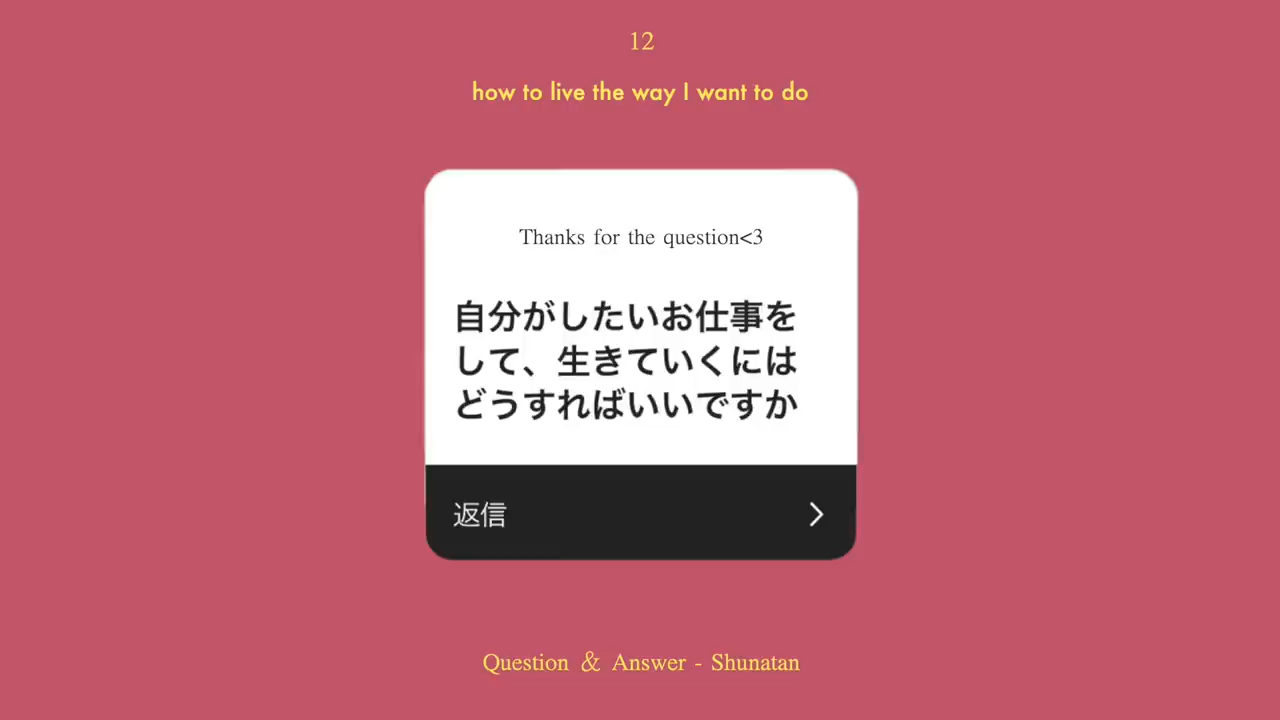 12
how to live the way I want to do
Thanks for the question<3
自分がしたいお仕事を
して、生きていくには
どうすればいいですか
返信
Question & Answer - Shunatan